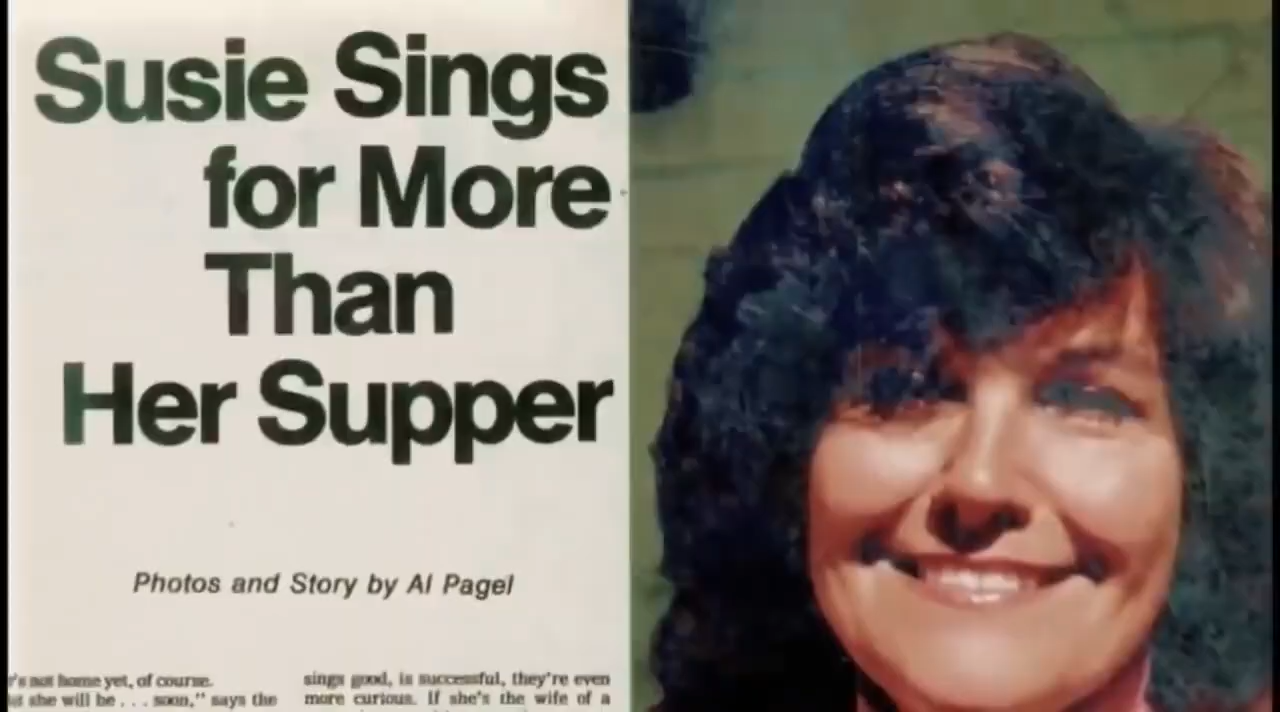 Susie Sings
for More
Than
Her Supper
Photos and Story by Al Pagel
not home yet, of course.
she will be . . . soon," says the
sings good, is successful, they're even
more curious. If she's the wife of a